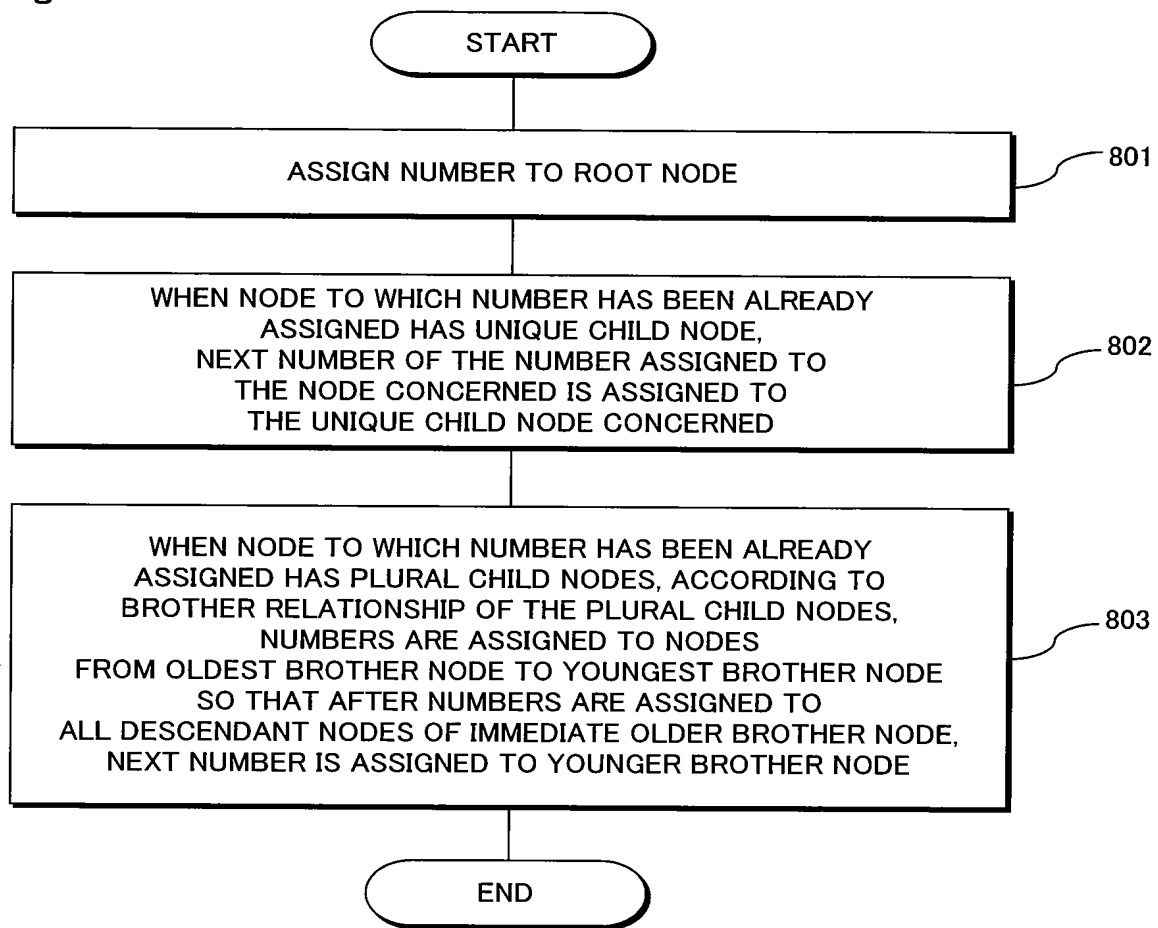 START
ASSIGN NUMBER TO ROOT NODE
801
WHEN NODE TO WHICH NUMBER HAS BEEN ALREADY
ASSIGNED HAS UNIQUE CHILD NODE,
NEXT NUMBER OF THE NUMBER ASSIGNED TO
THE NODE CONCERNED IS ASSIGNED TO
THE UNIQUE CHILD NODE CONCERNED
802
WHEN NODE TO WHICH NUMBER HAS BEEN ALREADY
ASSIGNED HAS PLURAL CHILD NODES, ACCORDING TO
BROTHER RELATIONSHIP OF THE PLURAL CHILD NODES,
NUMBERS ARE ASSIGNED TO NODES
FROM OLDEST BROTHER NODE TO YOUNGEST BROTHER NODE
SO THAT AFTER NUMBERS ARE ASSIGNED TO
ALL DESCENDANT NODES OF IMMEDIATE OLDER BROTHER NODE,
NEXT NUMBER IS ASSIGNED TO YOUNGER BROTHER NODE
803
END